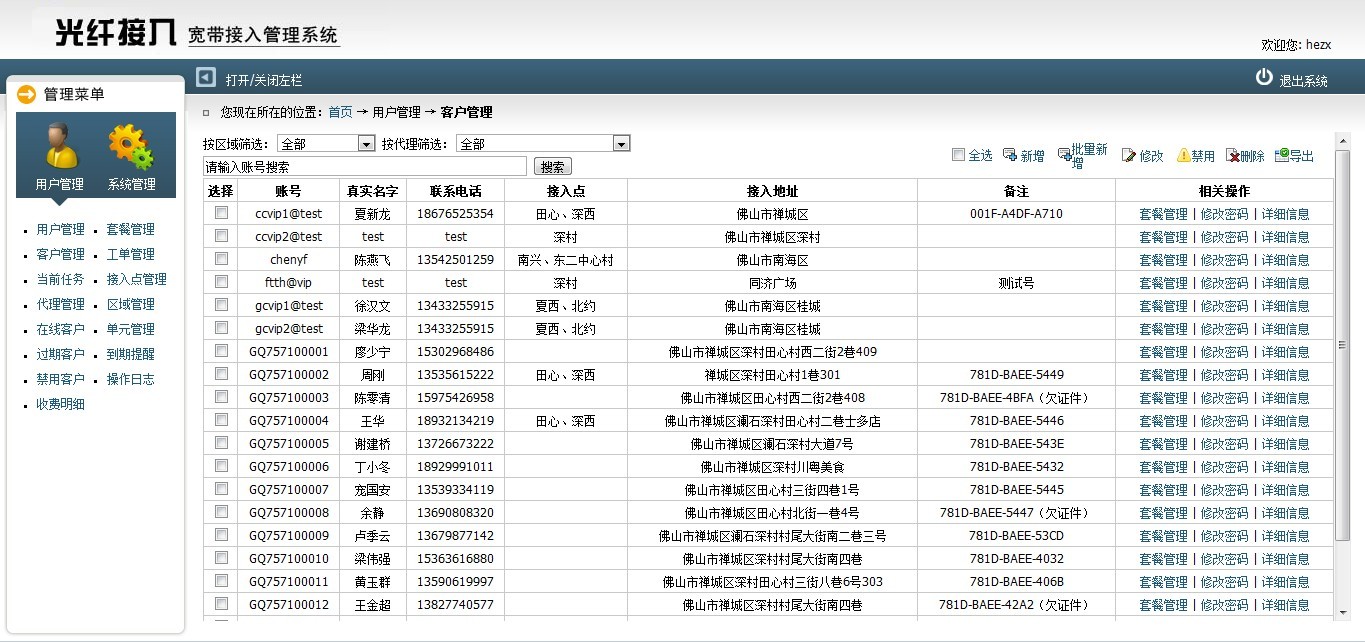 光纤接入 宽带接入管理系统
欢迎您: hezx
打开/关闭左栏 退出系统
管理菜单
用户管理 系统管理
用户管理 套餐管理
客户管理 工单管理
当前任务 接入点管理
代理管理 区域管理
在线客户 单元管理
过期客户 到期提醒
禁用客户 操作日志
收费明细
您现在所在的位置：首页 → 用户管理 → 客户管理
按区域筛选： 全部 按代理筛选： 全部
请输入账号搜索 搜索
全选 新增 批量新增 修改 禁用 删除 导出
选择 账号 真实名字 联系电话 接入点 接入地址 备注 相关操作
ccvip1@test 夏新龙 18676525354 田心、深西 佛山市禅城区 001F-A4DF-A710 套餐管理 | 修改密码 | 详细信息
ccvip2@test test test 深村 佛山市禅城区深村 套餐管理 | 修改密码 | 详细信息
chenyf 陈燕飞 13542501259 南兴、东二中心村 佛山市南海区 套餐管理 | 修改密码 | 详细信息
ftth@vip test test 深村 同济广场 测试号 套餐管理 | 修改密码 | 详细信息
gcvip1@test 徐汉文 13433255915 夏西、北约 佛山市南海区桂城 套餐管理 | 修改密码 | 详细信息
gcvip2@test 梁华龙 13433255915 夏西、北约 佛山市南海区桂城 套餐管理 | 修改密码 | 详细信息
GQ757100001 廖少宁 15302968486 佛山市禅城区深村田心村西二街2巷409 套餐管理 | 修改密码 | 详细信息
GQ757100002 周刚 13535615222 田心、深西 禅城区深村田心村1巷301 781D-BAEE-5449 套餐管理 | 修改密码 | 详细信息
GQ757100003 陈零清 15975426958 佛山市禅城区田心村西二街2巷408 781D-BAEE-4BFA（欠证件） 套餐管理 | 修改密码 | 详细信息
GQ757100004 王华 18932134219 田心、深西 佛山市禅城区澜石深村田心村二巷士多店 781D-BAEE-5446 套餐管理 | 修改密码 | 详细信息
GQ757100005 谢建桥 13726673222 佛山市禅城区澜石深村大道7号 781D-BAEE-543E 套餐管理 | 修改密码 | 详细信息
GQ757100006 丁小冬 18929991011 佛山市禅城区深村川粤美食 781D-BAEE-5432 套餐管理 | 修改密码 | 详细信息
GQ757100007 宠国安 13539334119 佛山市禅城区田心村三街四巷1号 781D-BAEE-5445 套餐管理 | 修改密码 | 详细信息
GQ757100008 余静 13690808320 佛山市禅城区田心村北街一巷4号 781D-BAEE-5447（欠证件） 套餐管理 | 修改密码 | 详细信息
GQ757100009 卢季云 13679877142 佛山市禅城区澜石深村村尾大街南二巷三号 781D-BAEE-53CD 套餐管理 | 修改密码 | 详细信息
GQ757100010 梁伟强 15363616880 佛山市禅城区深村村尾大街南四巷 781D-BAEE-4032 套餐管理 | 修改密码 | 详细信息
GQ757100011 黄玉群 13590619997 佛山市禅城区深村田心村三街八巷6号303 781D-BAEE-406B 套餐管理 | 修改密码 | 详细信息
GQ757100012 王金超 13827740577 佛山市禅城区深村村尾大街南四巷 781D-BAEE-42A2（欠证件） 套餐管理 | 修改密码 | 详细信息